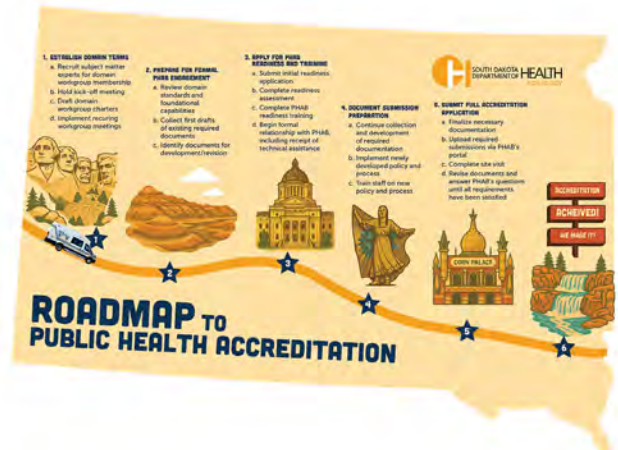 1. ESTABLISH DOMAIN TEAMS
a. Recruit subject matter
experts for domain
workgroup membership
b. Hold kick-off meeting
c. Draft domain
workgroup charters
d. Implement recuring
workgroup meetings
2. PREPARE FOR FORMAL
PHAB ENGAGEMENT
a. Review domain
standards and
foundational
capabilities
b. Collect first drafts
of existing required
documents
c. Identify documents for
development/revision
3. APPLY FOR PHAB
READINESS AND TRAINING
a. Submit initial readiness
application
b. Complete readiness
assessment
c. Complete PHAB
readiness training
d. Begin formal
relationship with PHAB,
including receipt of
technical assistance
4. DOCUMENT SUBMISSION
PREPARATION
a. Continue collection
and development
of required
documentation
b. Implement newly
developed policy and
process
c. Train staff on new
policy and process
SOUTH DAKOTA
DEPARTMENT OF HEALTH
5. SUBMIT FULL ACCREDITATION
APPLICATION
a. Finalize necessary
documentation
b. Upload required
submissions via PHAB's
portal
c. Complete site visit
d. Revise documents and
answer PHAB's questions
until all requirements
have been satisfied
ACCREDITATION
ACHEIVED!
WE MADE IT!
CORN PALACE
1
2
3
4
5
6
ROADMAP TO
PUBLIC HEALTH ACCREDITATION